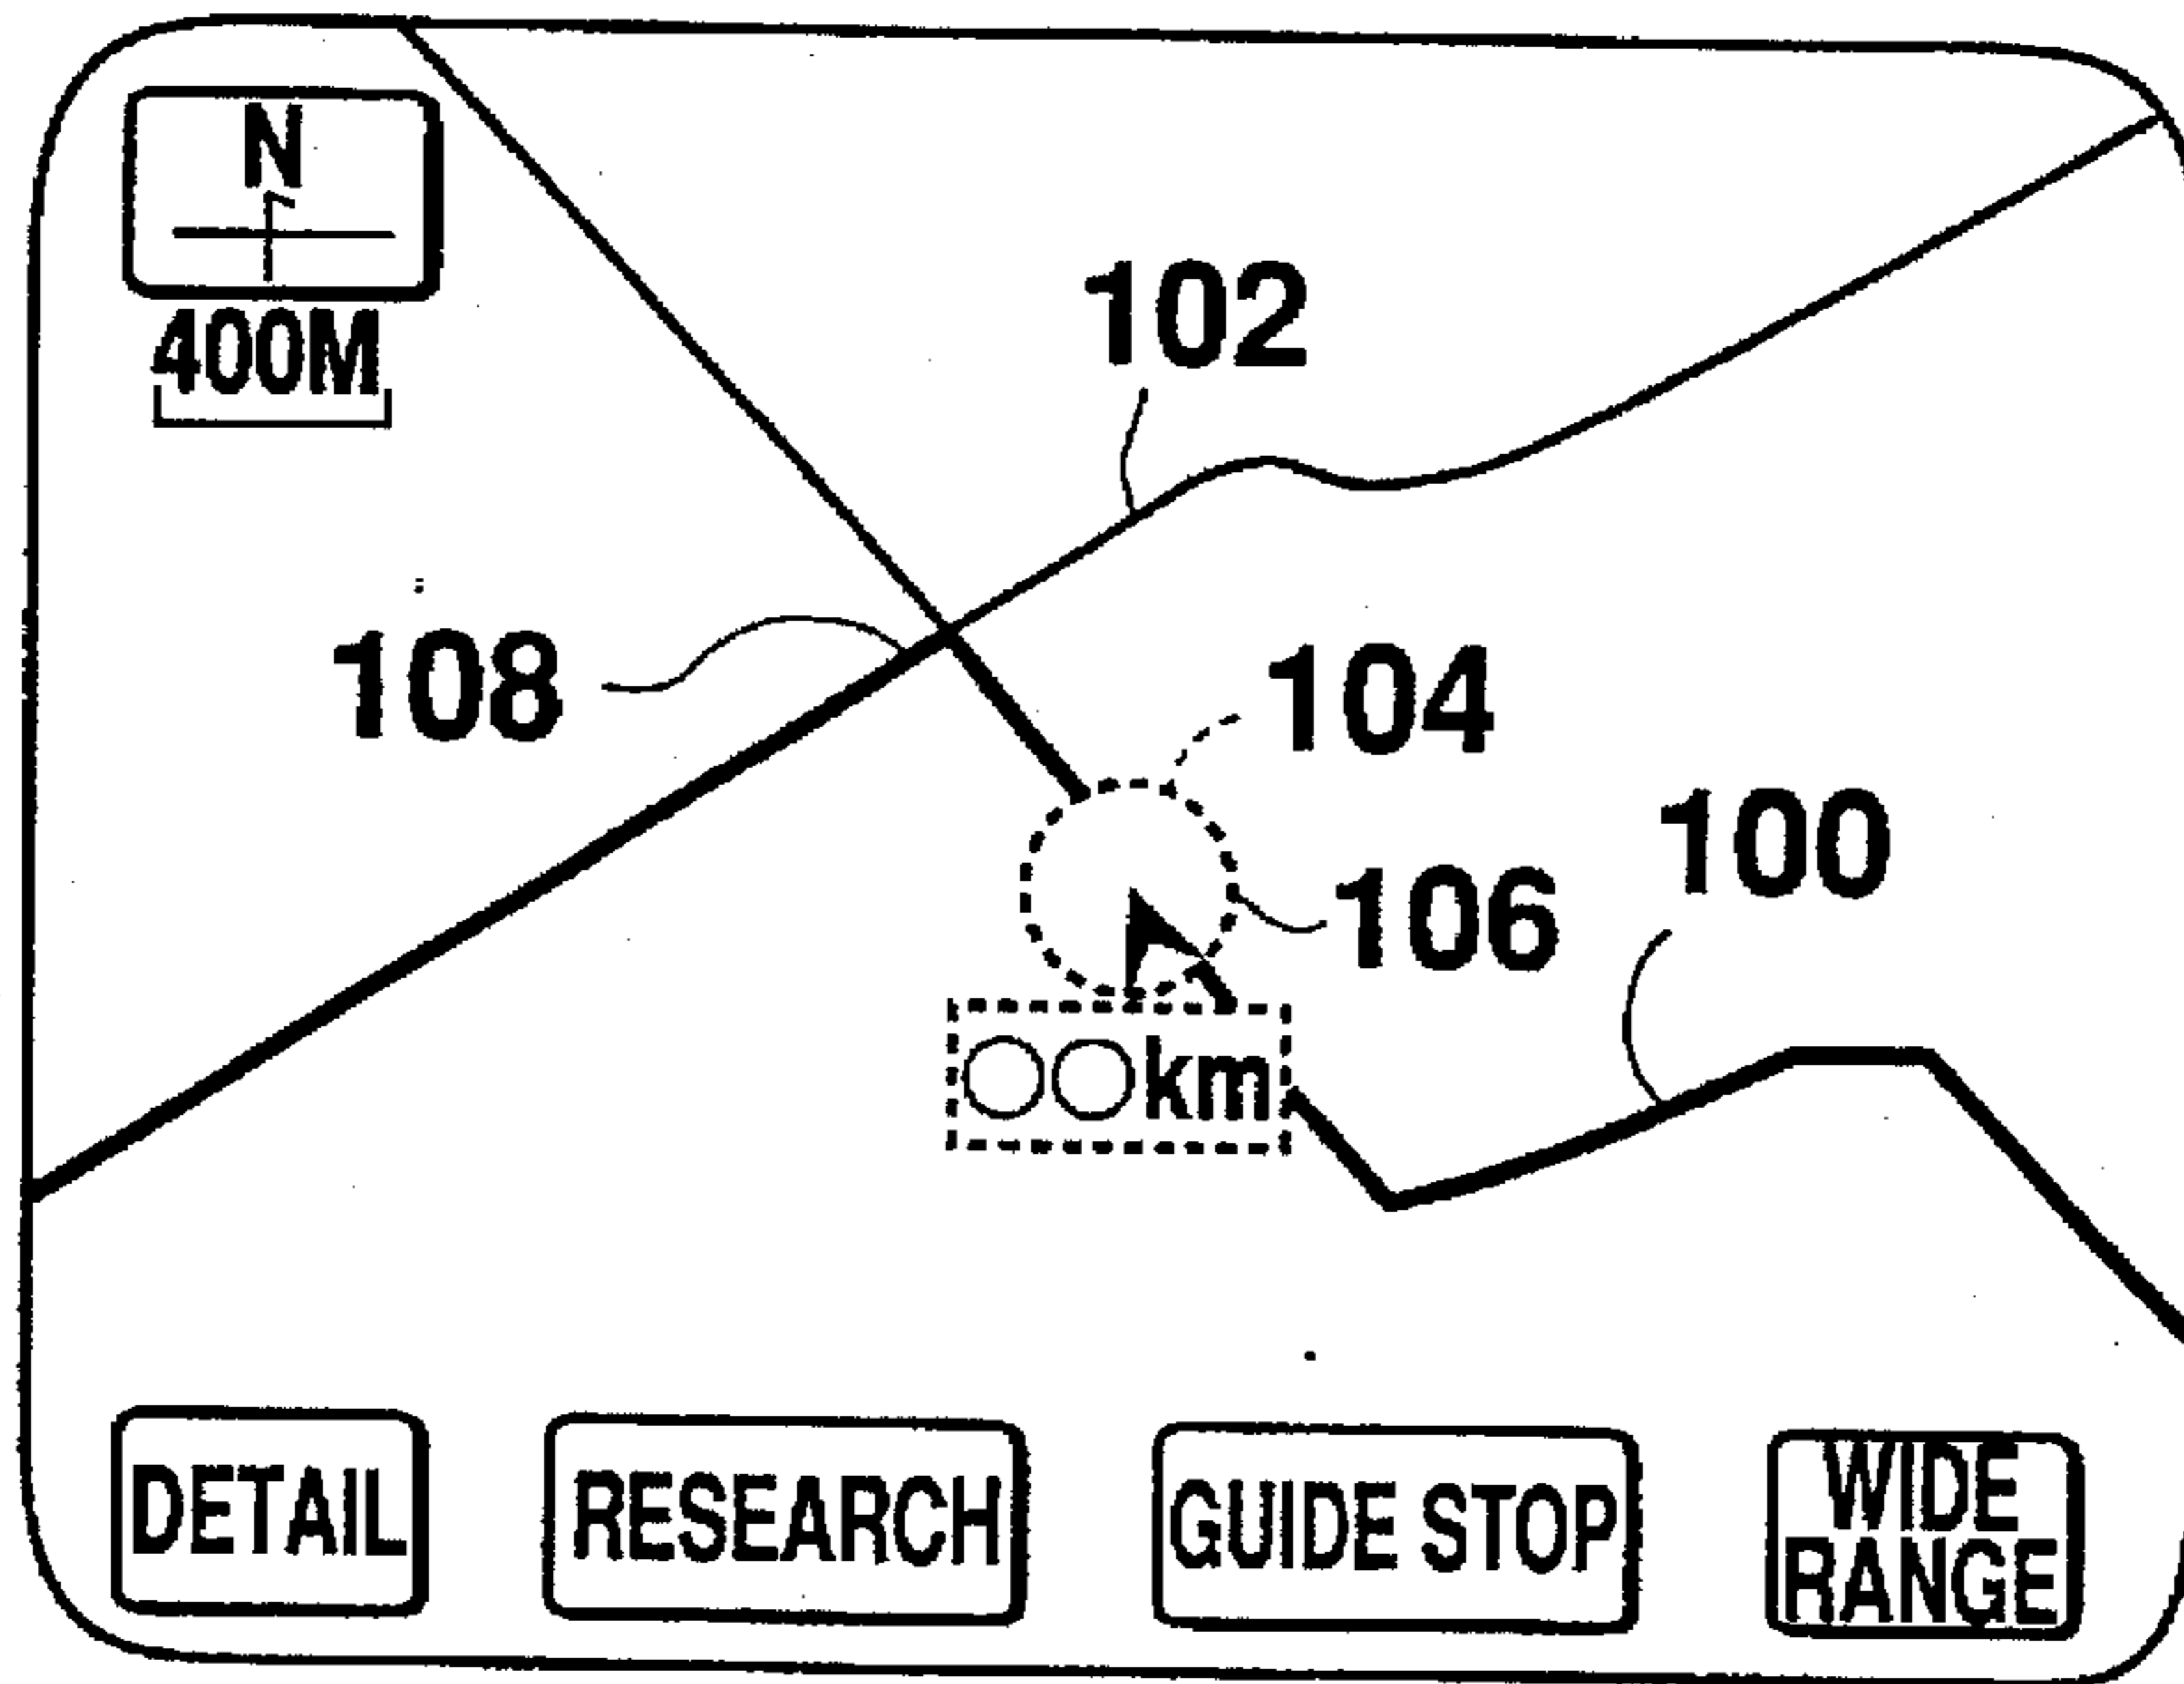 N
400M
102
108
104
100
106
○○km
DETAIL
RESEARCH
GUIDE STOP
WIDE
RANGE